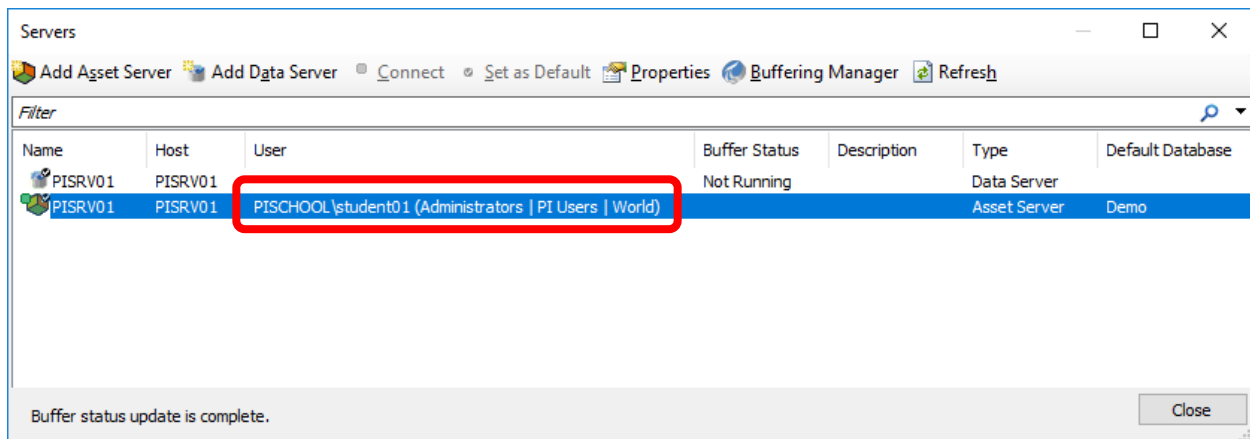 Servers
Add Asset Server Add Data Server Connect Set as Default Properties Buffering Manager Refresh
Filter
Name Host User Buffer Status Description Type Default Database
PISRV01 PISRV01 Not Running Data Server
PISRV01 PISRV01 PISCHOOL\student01 (Administrators | PI Users | World) Asset Server Demo
Buffer status update is complete. Close